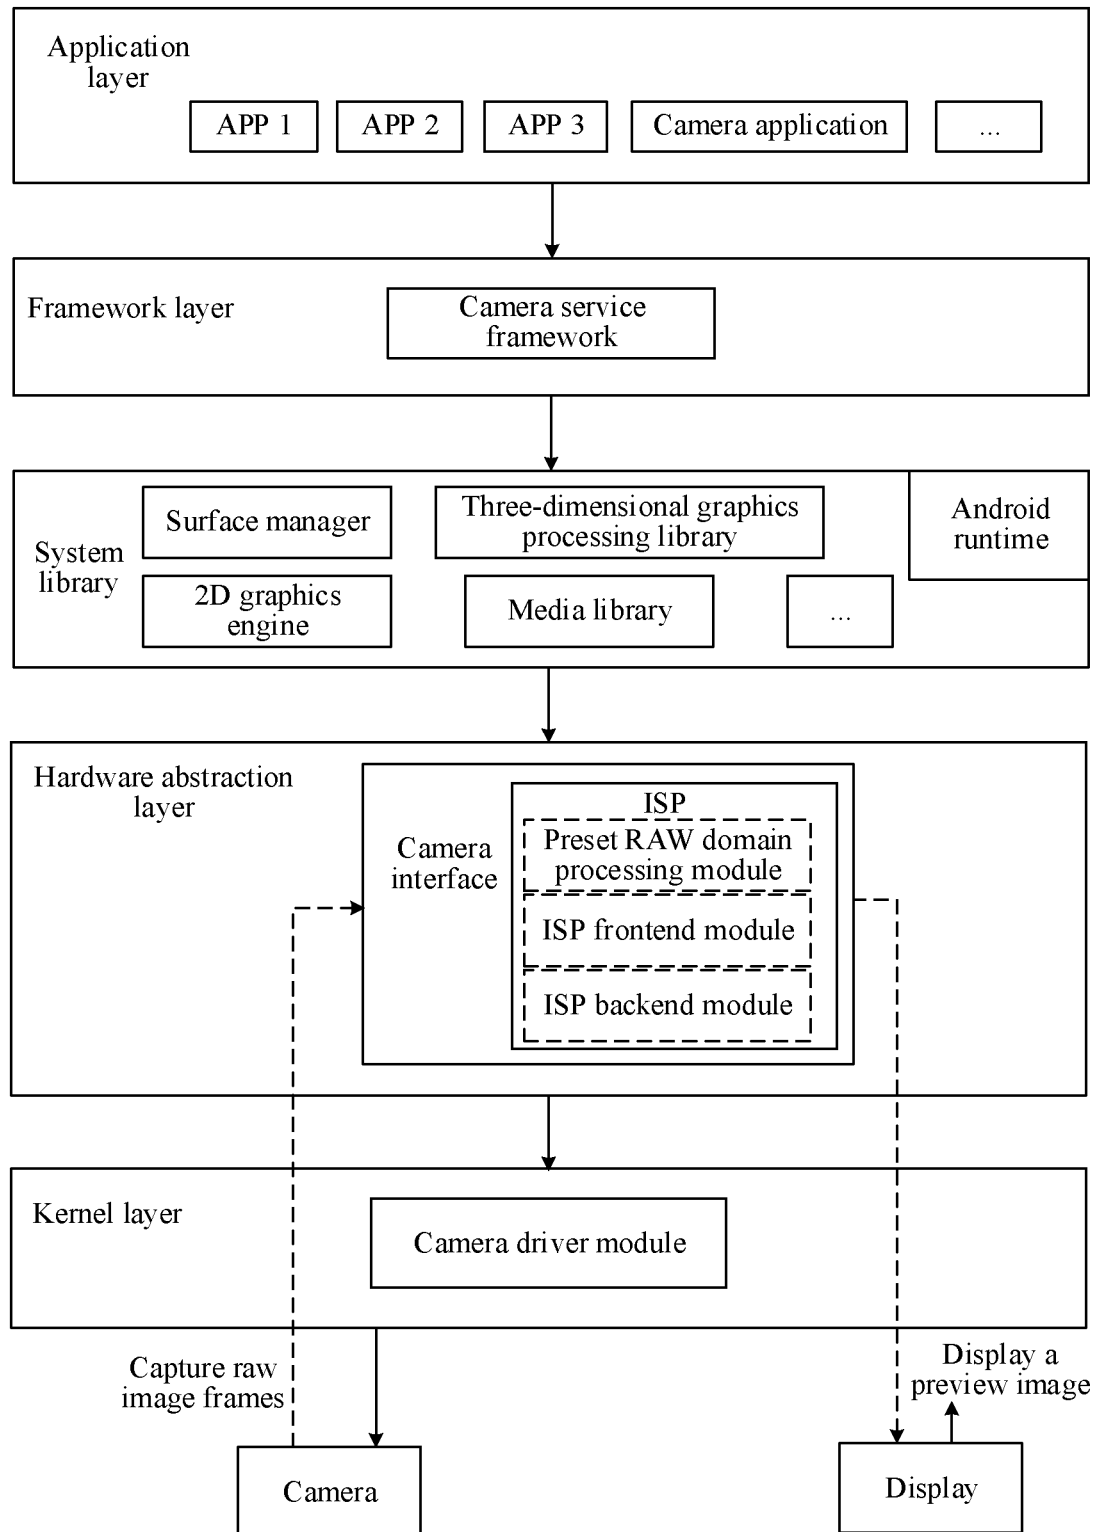 Application
layer
APP 1
APP 2
APP 3
Camera application
...
Framework layer
Camera service
framework
System
library
Surface manager
Three-dimensional graphics
processing library
Android
runtime
2D graphics
engine
Media library
...
Hardware abstraction
layer
Camera
interface
ISP
Preset RAW domain
processing module
ISP frontend module
ISP backend module
Kernel layer
Camera driver module
Capture raw
image frames
Display a
preview image
Camera
Display